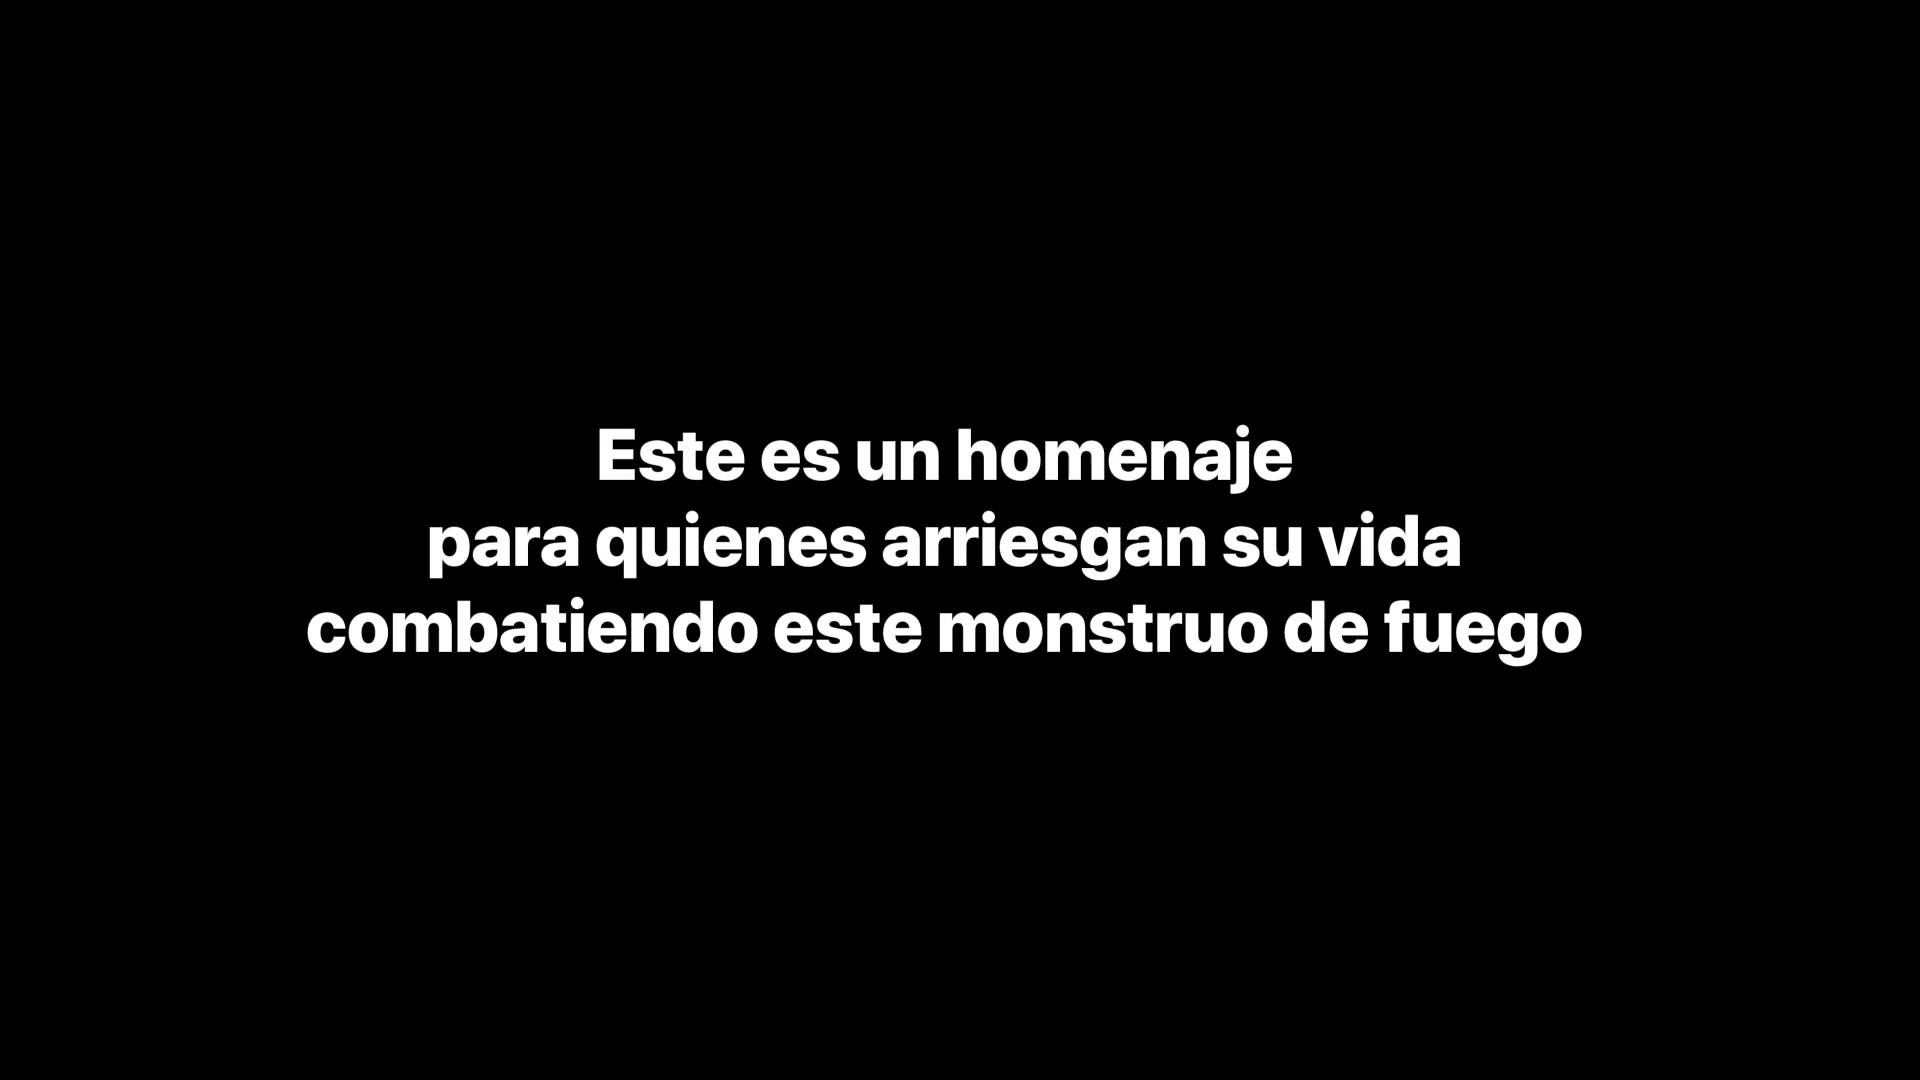 Este es un homenaje
para quienes arriesgan su vida
combatiendo este monstruo de fuego